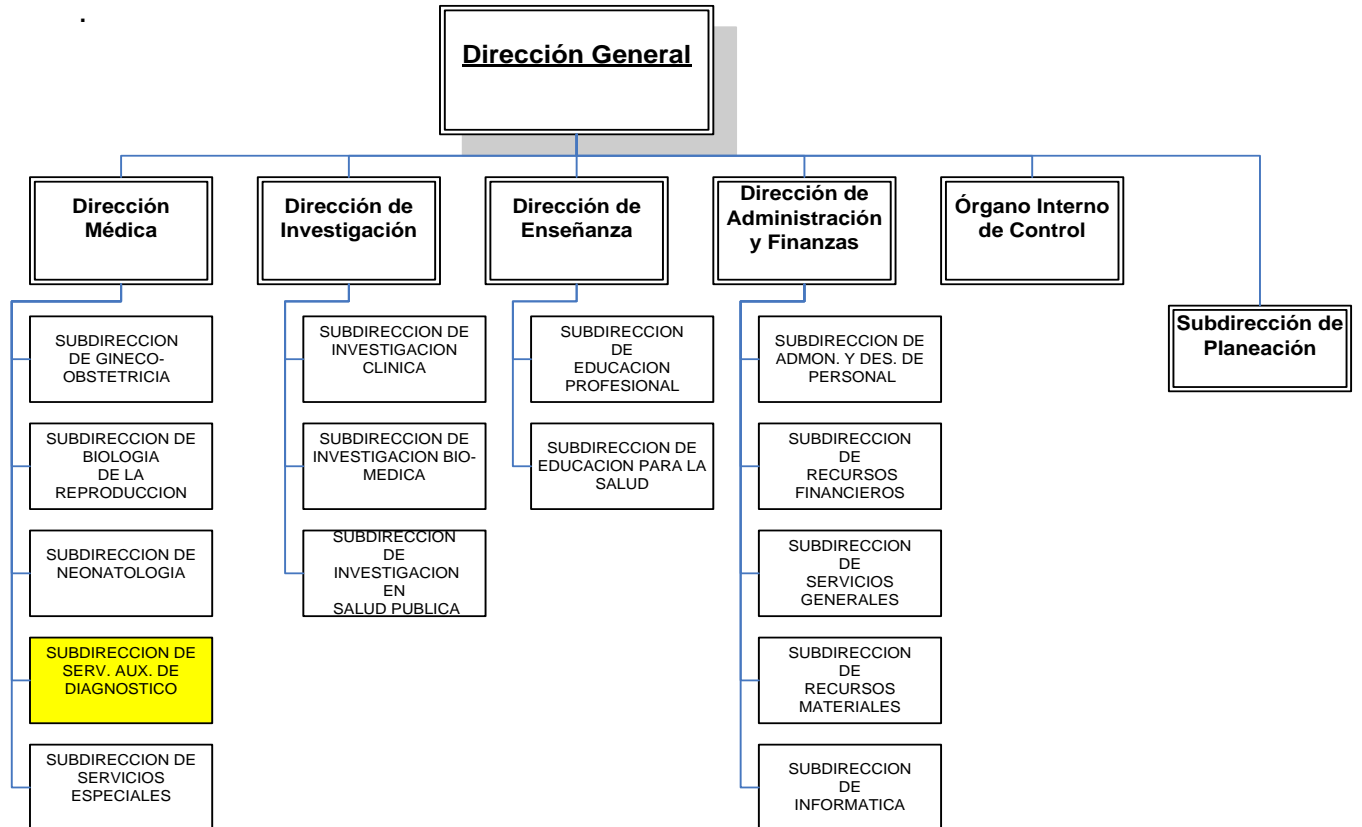 .
Dirección General
Dirección
Médica
Dirección de
Investigación
Dirección de
Enseñanza
Dirección de
Administración
y Finanzas
Órgano Interno
de Control
Subdirección de
Planeación
SUBDIRECCION
DE GINECO-
OBSTETRICIA
SUBDIRECCION DE
BIOLOGIA
DE LA
REPRODUCCION
SUBDIRECCION DE
NEONATOLOGIA
SUBDIRECCION DE
SERV. AUX. DE
DIAGNOSTICO
SUBDIRECCION DE
SERVICIOS
ESPECIALES
SUBDIRECCION DE
INVESTIGACION
CLINICA
SUBDIRECCION DE
INVESTIGACION BIO-
MEDICA
SUBDIRECCION
DE
INVESTIGACION
EN
SALUD PUBLICA
SUBDIRECCION
DE
EDUCACION
PROFESIONAL
SUBDIRECCION DE
EDUCACION PARA LA
SALUD
SUBDIRECCION DE
ADMON. Y DES. DE
PERSONAL
SUBDIRECCION
DE
RECURSOS
FINANCIEROS
SUBDIRECCION
DE
SERVICIOS
GENERALES
SUBDIRECCION
DE
RECURSOS
MATERIALES
SUBDIRECCION
DE
INFORMATICA